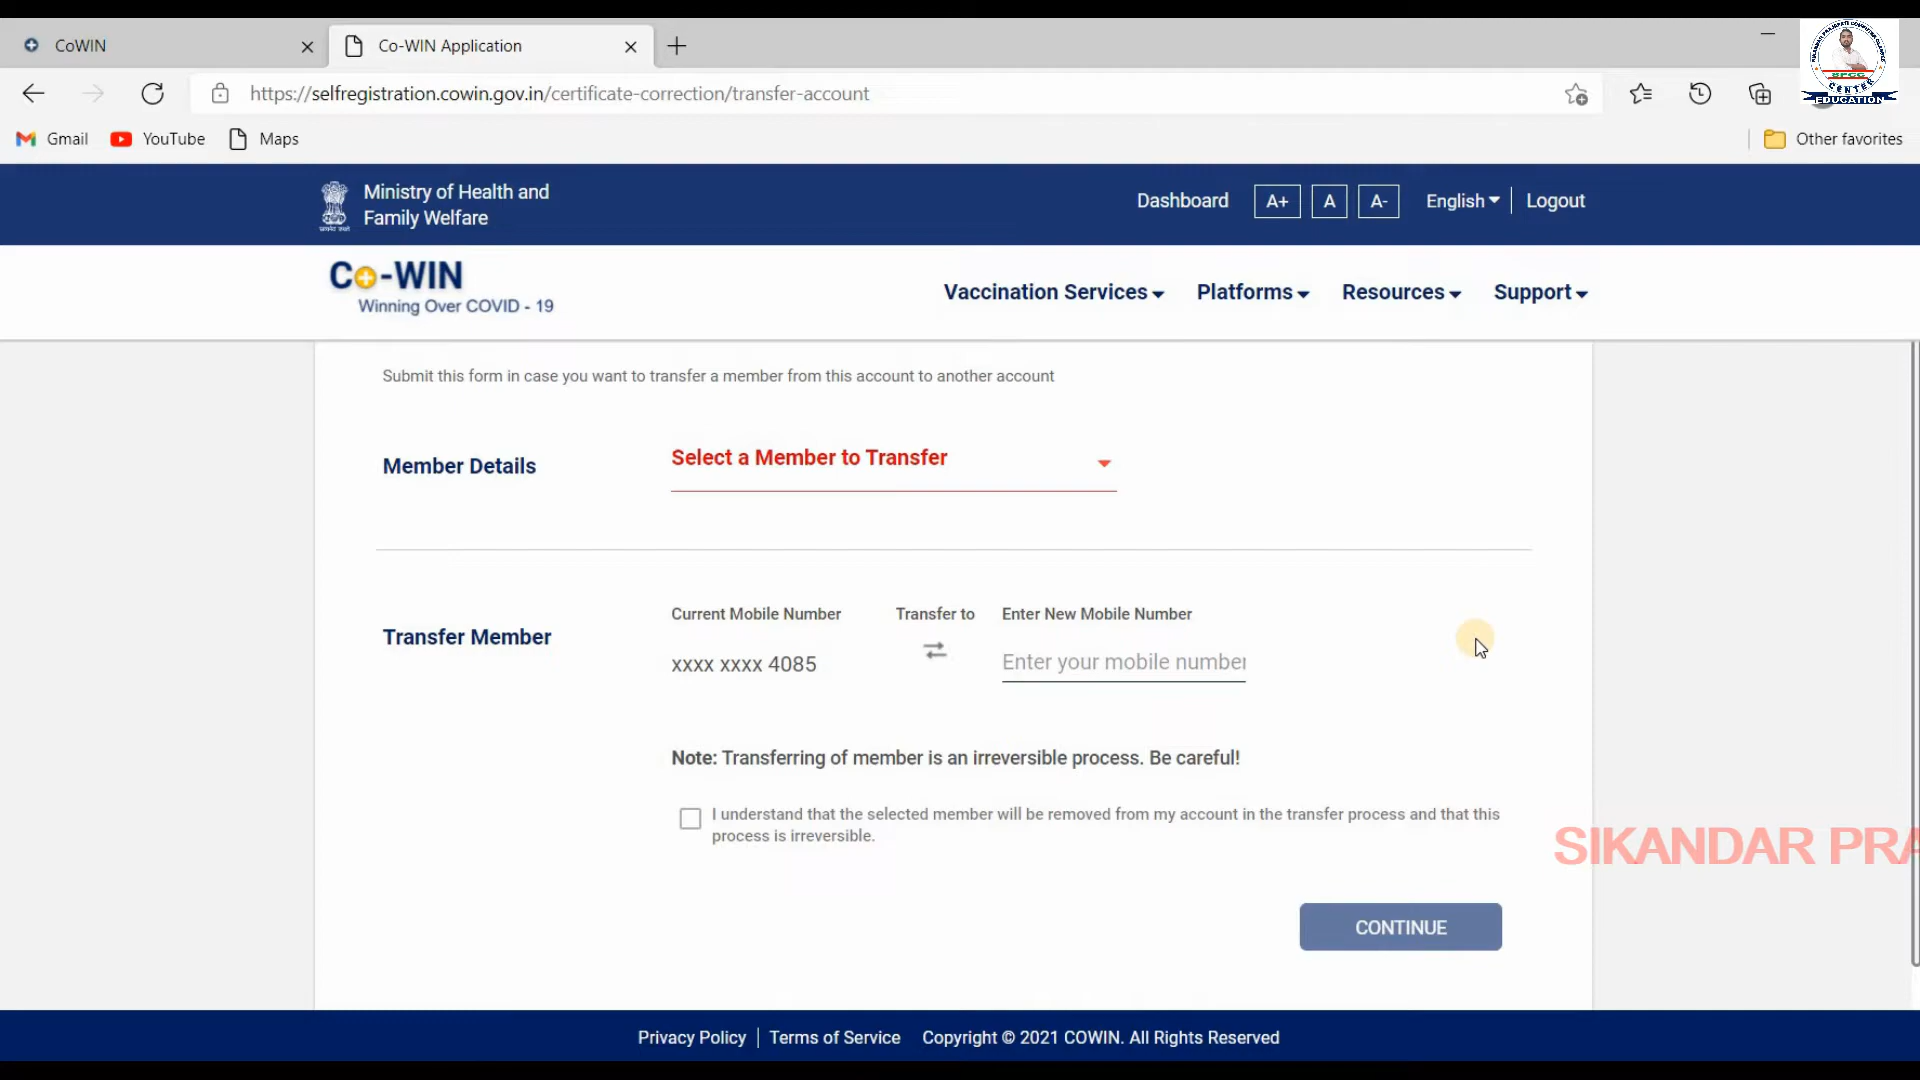 CoWIN
Co-WIN Application
https://selfregistration.cowin.gov.in/certificate-correction/transfer-account
Gmail
YouTube
Maps
Other favorites
SPCC
CENTER
EDUCATION
Ministry of Health and
Family Welfare
Dashboard
A+
A
A-
English
Logout
Co-WIN
Winning Over COVID - 19
Vaccination Services
Platforms
Resources
Support
Submit this form in case you want to transfer a member from this account to another account
Member Details
Select a Member to Transfer
Transfer Member
Current Mobile Number
Transfer to
Enter New Mobile Number
xxxx xxxx 4085
Enter your mobile number
Note: Transferring of member is an irreversible process. Be careful!
I understand that the selected member will be removed from my account in the transfer process and that this
process is irreversible.
SIKANDAR PRA
CONTINUE
Privacy Policy
Terms of Service
Copyright © 2021 COWIN. All Rights Reserved